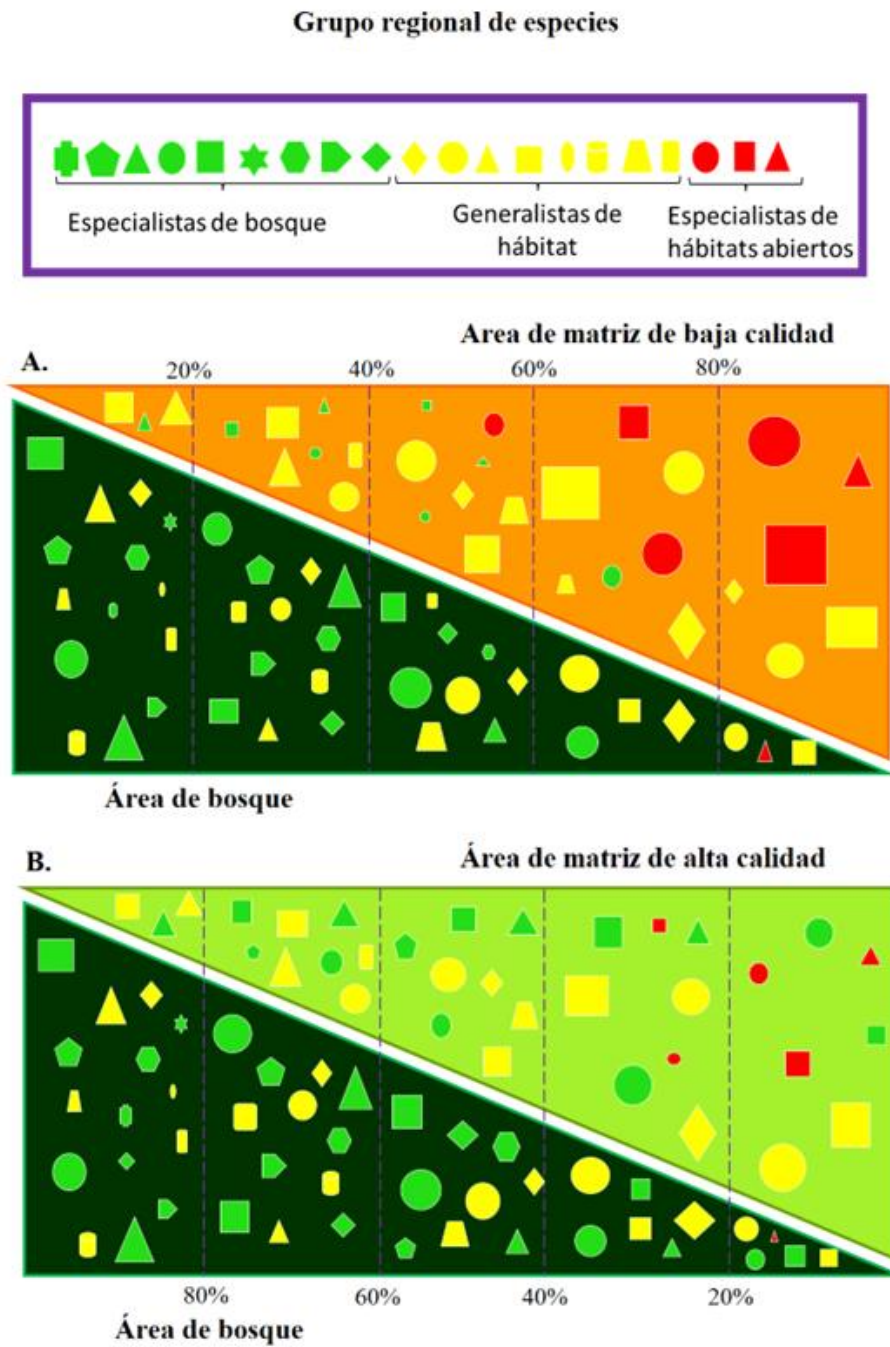 Grupo regional de especies
Especialistas de bosque
Generalistas de
hábitat
Especialistas de
hábitats abiertos
Area de matriz de baja calidad
A.
20% 40% 60% 80%
Área de bosque
B.
Área de matriz de alta calidad
80% 60% 40% 20%
Área de bosque